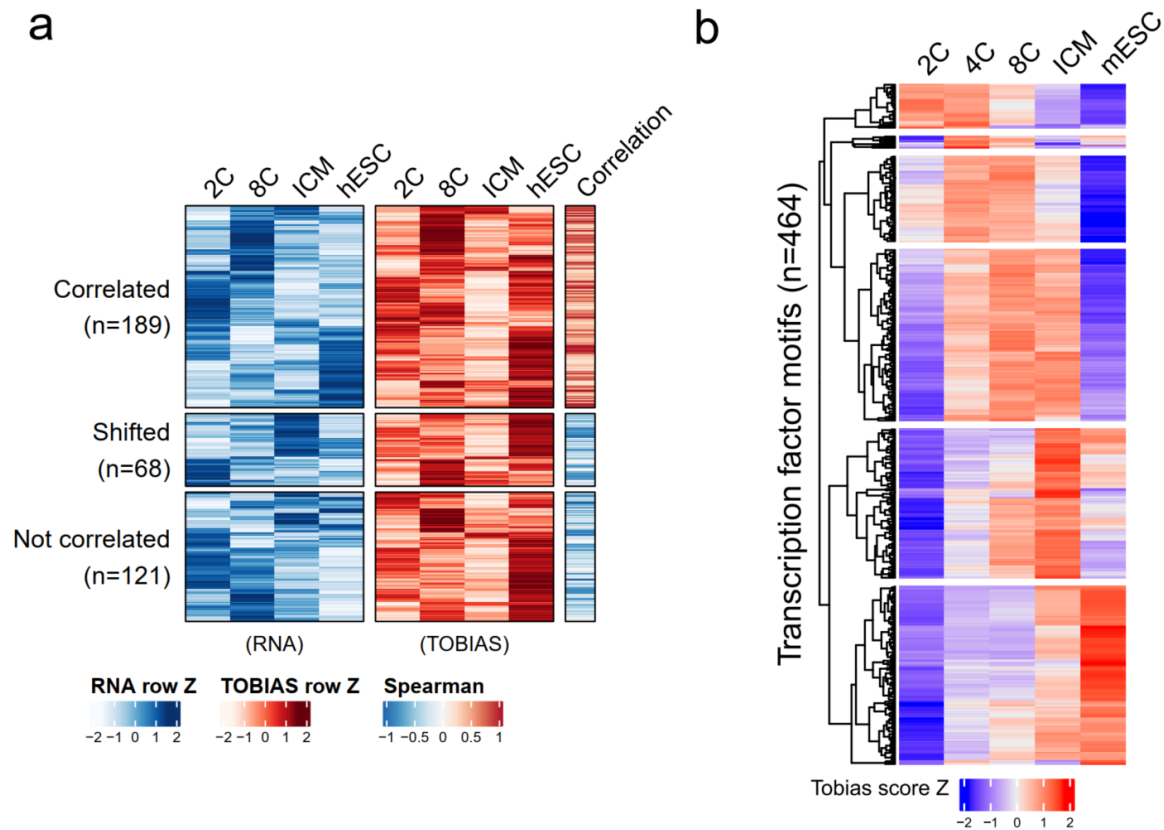 a
2C 8C ICM hESC
2C 8C ICM hESC
Correlation
Correlated
(n=189)
Shifted
(n=68)
Not correlated
(n=121)
(RNA)
(TOBIAS)
RNA row Z
−2 −1 0 1 2
TOBIAS row Z
−2 −1 0 1 2
Spearman
−1 −0.5 0 0.5 1
b
2C 4C 8C ICM mESC
Transcription factor motifs (n=464)
Tobias score Z
−2 −1 0 1 2